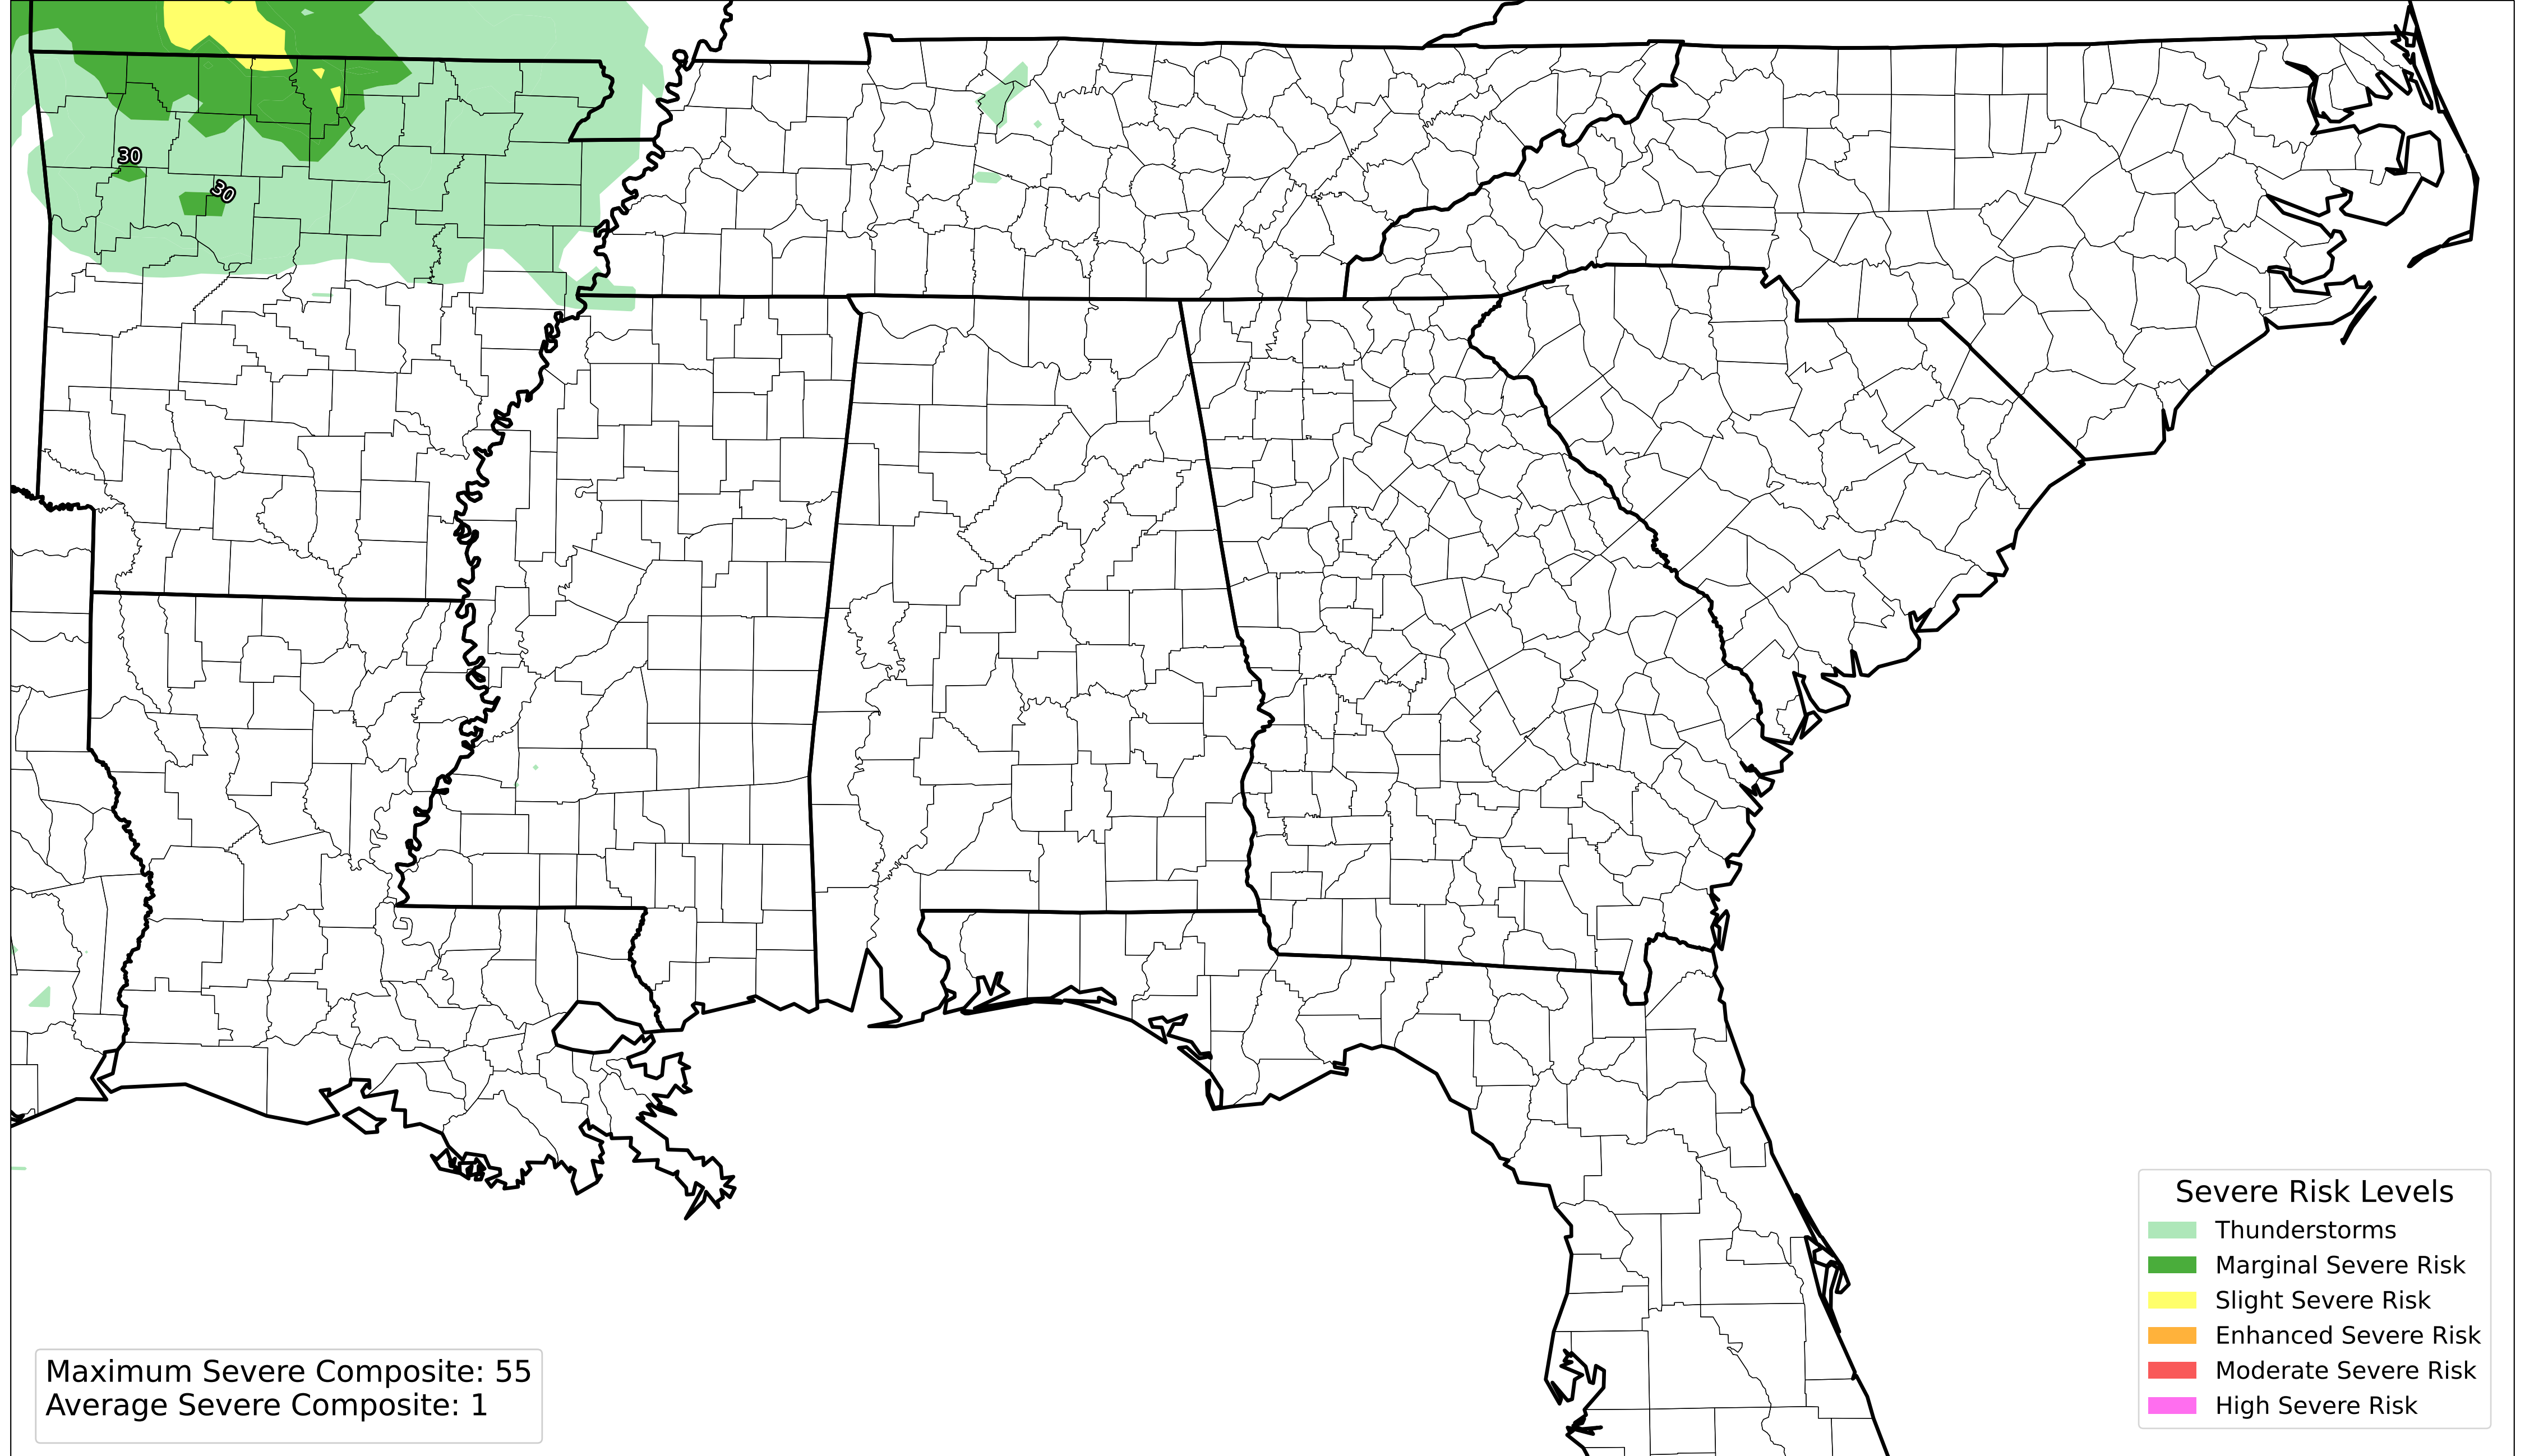 30
30
Severe Risk Levels
Thunderstorms
Marginal Severe Risk
Slight Severe Risk
Enhanced Severe Risk
Moderate Severe Risk
High Severe Risk
Maximum Severe Composite: 55
Average Severe Composite: 1